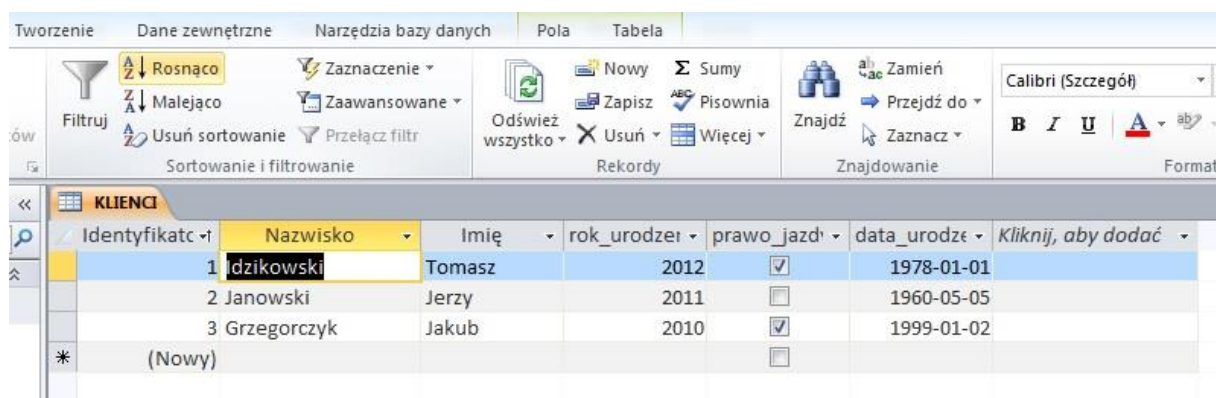 Tworzenie Dane zewnętrzne Narzędzia bazy danych Pola Tabela
Filtruj
Rosnąco
Malejąco
Usuń sortowanie
Zaznaczenie
Zaawansowane
Przełącz filtr
Sortowanie i filtrowanie
Odśwież
wszystko
Nowy
Zapisz
Usuń
Sumy
Pisownia
Więcej
Rekordy
Znajdź
Zamień
Przejdź do
Zaznacz
Znajdowanie
Calibri (Szczegół)
B I U A
Format
KLIENCI
Identyfikatc Nazwisko Imię rok_urodzer prawo_jazd data_urodze Kliknij, aby dodać
1 Idzikowski Tomasz 2012 1978-01-01
2 Janowski Jerzy 2011 1960-05-05
3 Grzegorczyk Jakub 2010 1999-01-02
(Nowy)